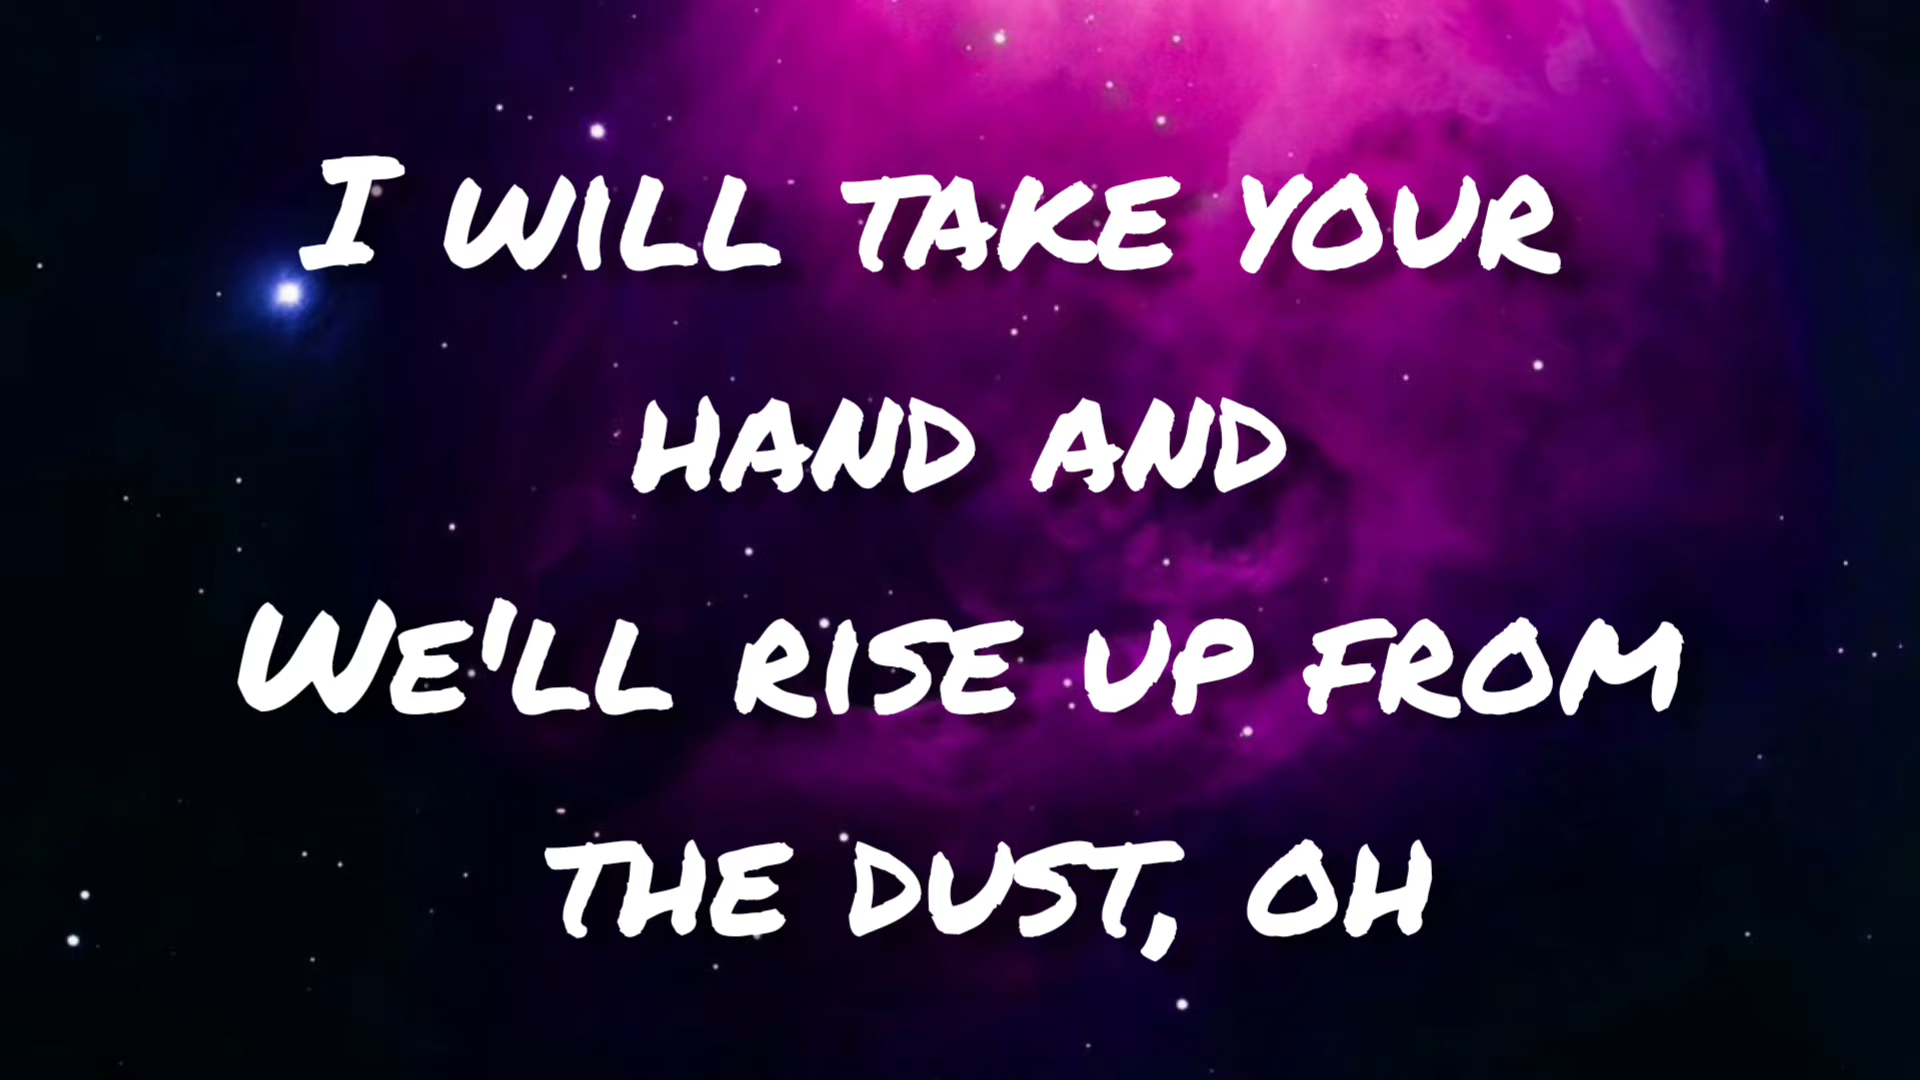 I will take your
hand and
We'll rise up from
the dust, oh